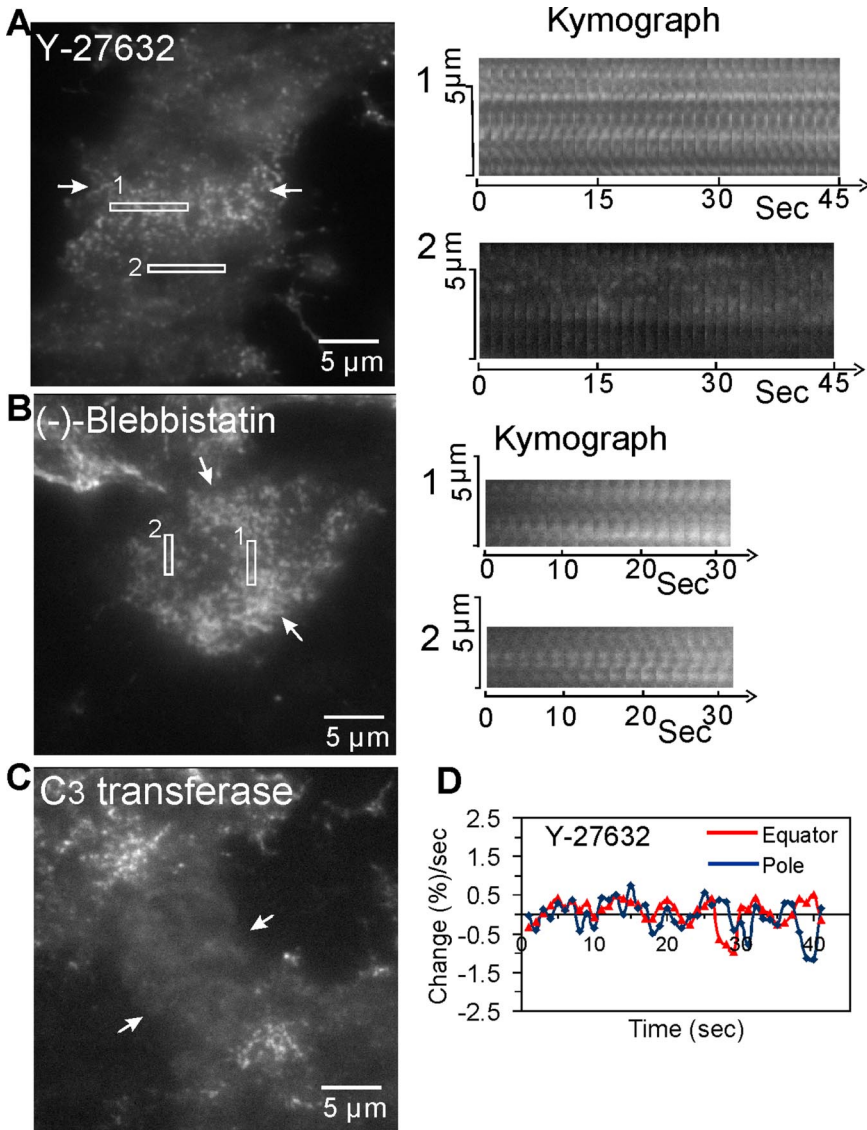 A
Y-27632
1
2
5 µm
Kymograph
1
5µm
0 15 30 45
Sec
2
5µm
0 15 30 45
Sec
B
(-)-Blebbistatin
2
1
5 µm
Kymograph
1
5µm
0 10 20 30
Sec
2
5µm
0 10 20 30
Sec
C
C3 transferase
5 µm
D
Y-27632
Equator
Pole
Change (%)/sec
2.5
1.5
0.5
-0.5
-1.5
-2.5
0 10 20 30 40
Time (sec)